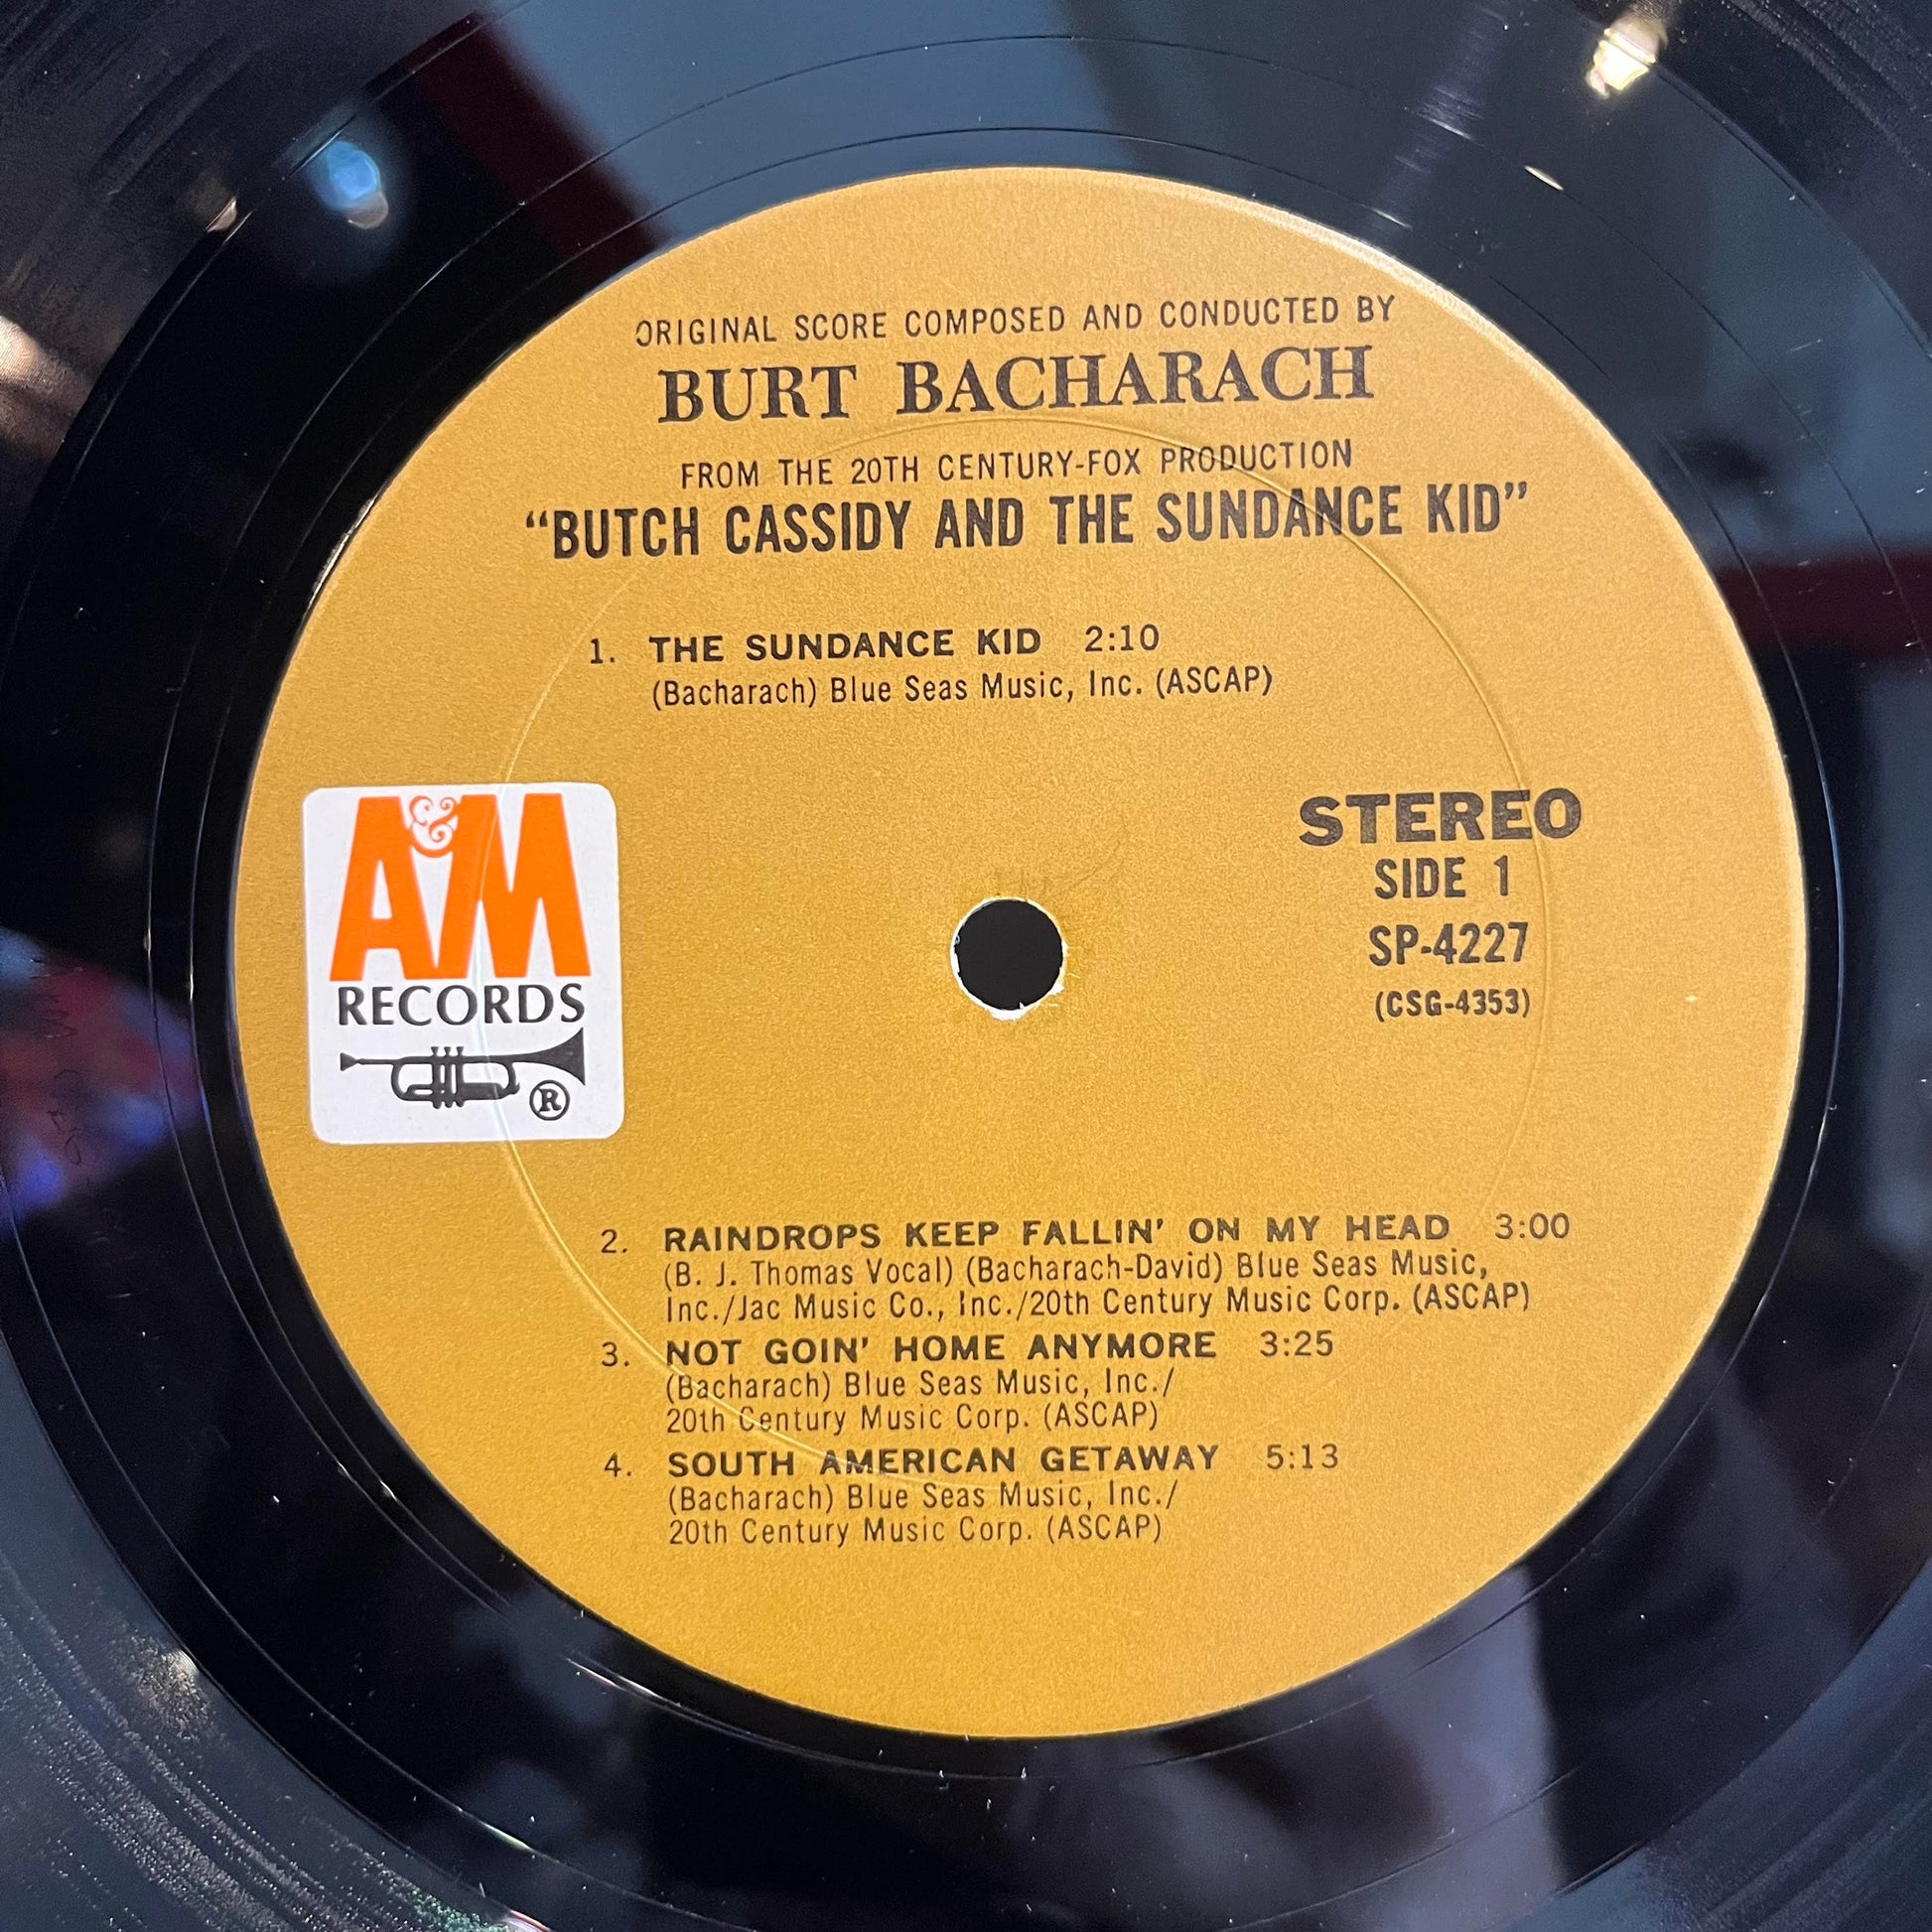 ORIGINAL SCORE COMPOSED AND CONDUCTED BY
BURT BACHARACH
FROM THE 20TH CENTURY-FOX PRODUCTION
“BUTCH CASSIDY AND THE SUNDANCE KID”
1. THE SUNDANCE KID 2:10
(Bacharach) Blue Seas Music, Inc. (ASCAP)
A&M
RECORDS
®
STEREO
SIDE 1
SP-4227
(CSG-4353)
2. RAINDROPS KEEP FALLIN’ ON MY HEAD 3:00
(B. J. Thomas Vocal) (Bacharach-David) Blue Seas Music,
Inc./Jac Music Co., Inc./20th Century Music Corp. (ASCAP)
3. NOT GOIN’ HOME ANYMORE 3:25
(Bacharach) Blue Seas Music, Inc./
20th Century Music Corp. (ASCAP)
4. SOUTH AMERICAN GETAWAY 5:13
(Bacharach) Blue Seas Music, Inc./
20th Century Music Corp. (ASCAP)